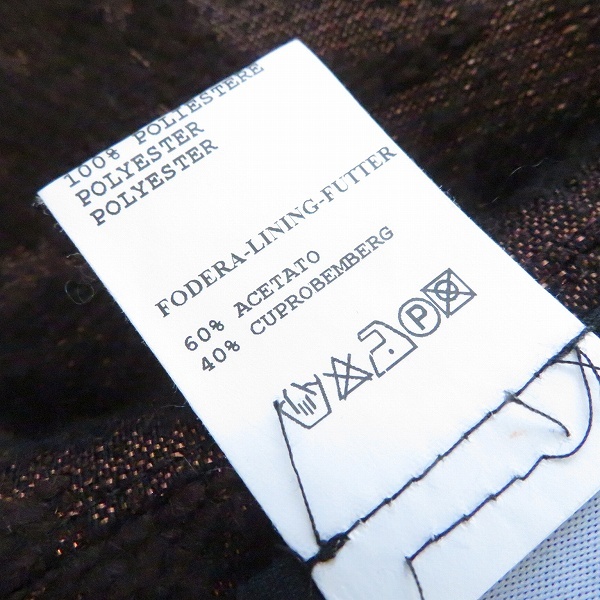 100% POLIESTERE
POLYESTER
POLYESTER
FODERA-LINING-FUTTER
60% ACETATO
40% CUPROBEMBERG
P